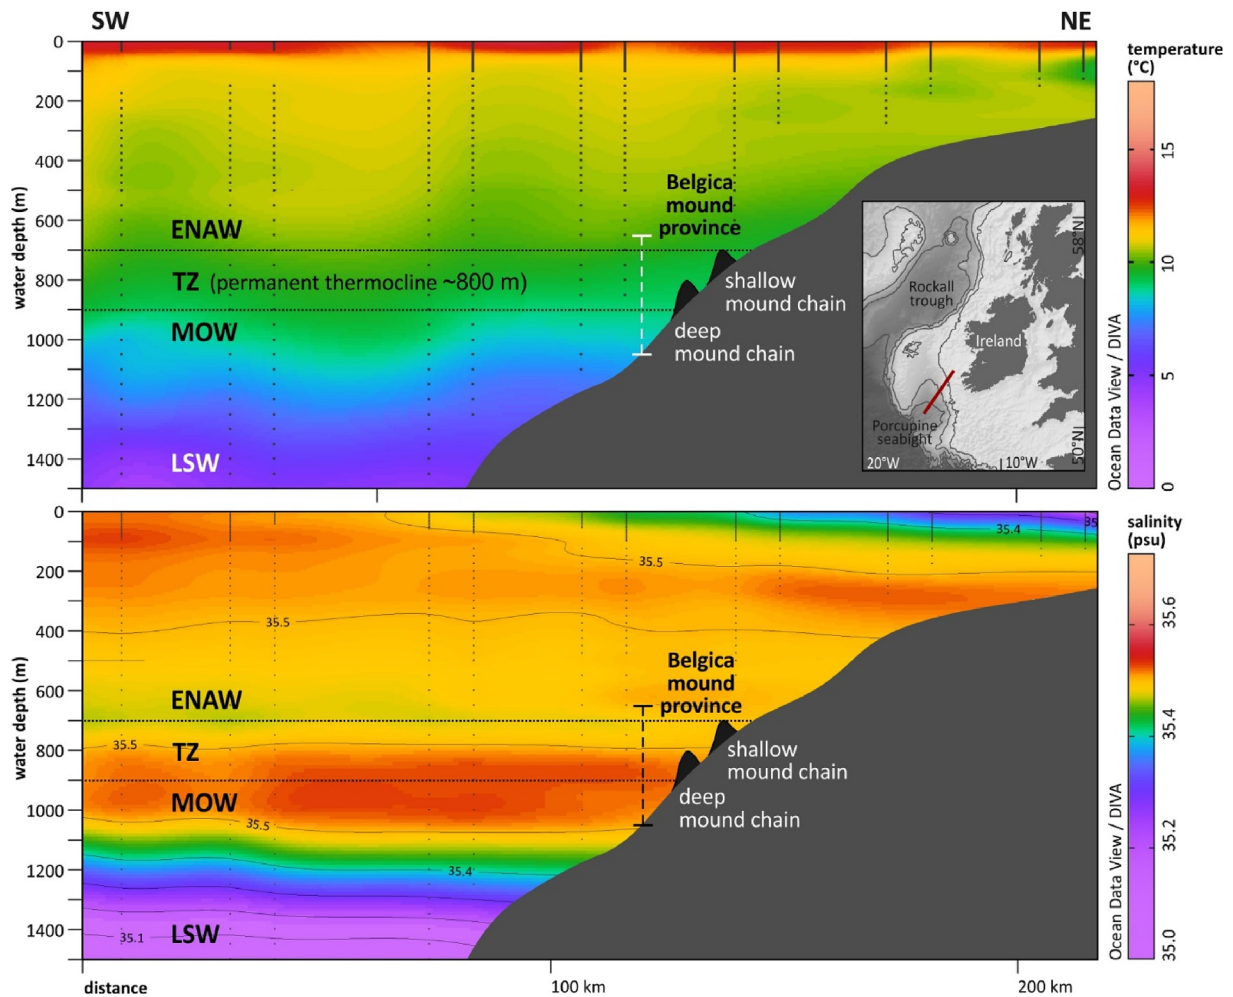 SW
NE
temperature
(°C)
0
200
400
600
800
1000
1200
1400
water depth (m)
Belgica
mound
province
ENAW
TZ (permanent thermocline ~800 m)
MOW
LSW
shallow
mound chain
deep
mound chain
Rockall
trough
Ireland
Porcupine
seabight
20°W
10°W
58°N
50°N
15
10
5
0
Ocean Data View / DIVA
salinity
(psu)
0
200
400
600
800
1000
1200
1400
water depth (m)
35.4
35
35.5
35.5
Belgica
mound
province
ENAW
35.5
TZ
MOW
35.5
shallow
mound chain
deep
mound chain
35.4
35.1
LSW
35.6
35.4
35.2
35.0
Ocean Data View / DIVA
distance
100 km
200 km